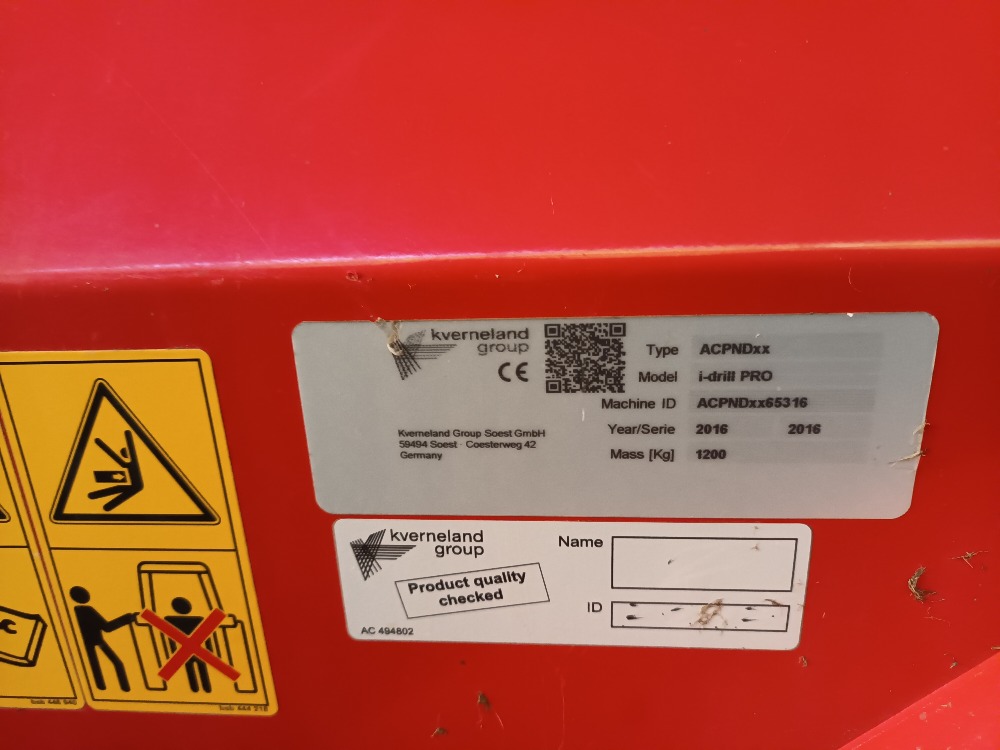 kverneland
group
CE
Kverneland Group Soest GmbH
59494 Soest · Coesterweg 42
Germany
Type ACPNDxx
Model i-drill PRO
Machine ID ACPNDxx65316
Year/Serie 2016 2016
Mass [Kg] 1200
kverneland
group
Product quality
checked
AC 494802
Name
ID